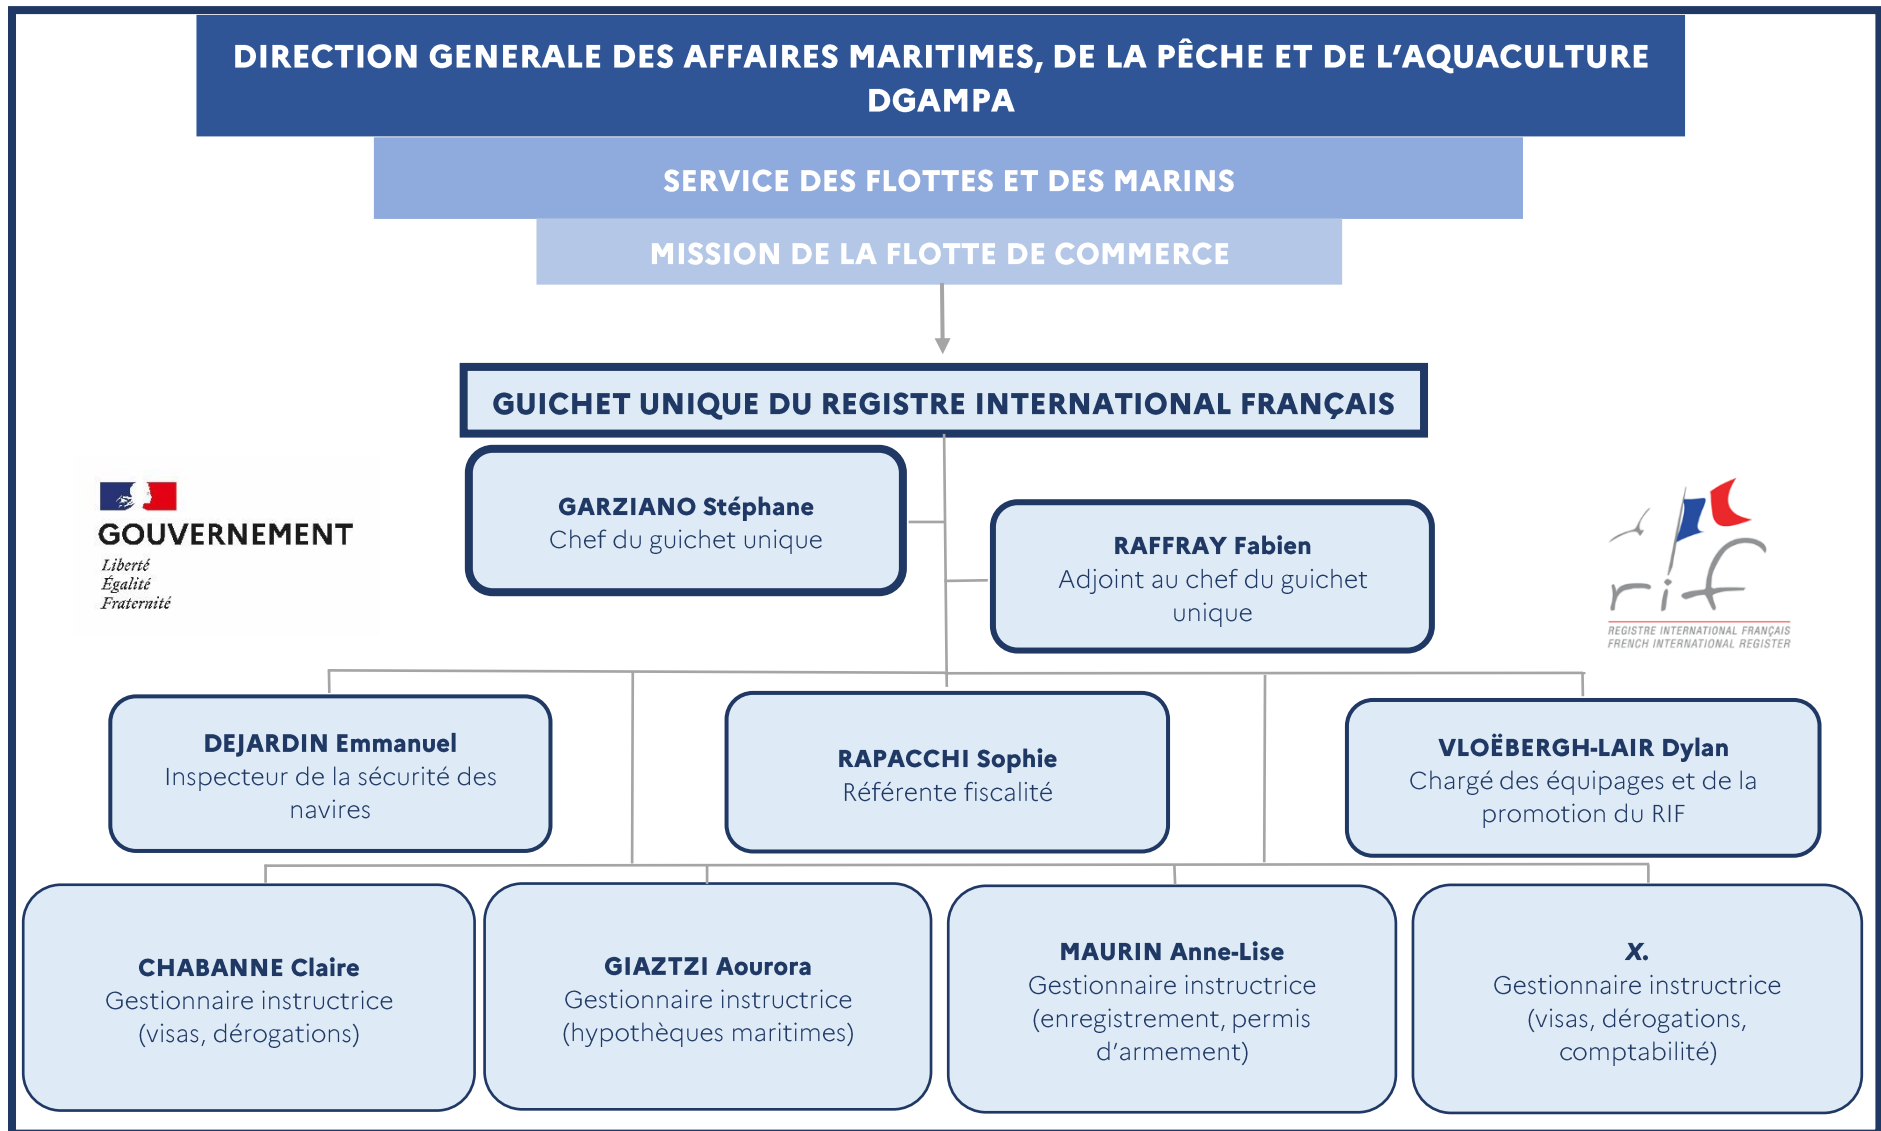 DIRECTION GENERALE DES AFFAIRES MARITIMES, DE LA PÊCHE ET DE L’AQUACULTURE
DGAMPA
SERVICE DES FLOTTES ET DES MARINS
MISSION DE LA FLOTTE DE COMMERCE
GUICHET UNIQUE DU REGISTRE INTERNATIONAL FRANÇAIS
GARZIANO Stéphane
Chef du guichet unique
RAFFRAY Fabien
Adjoint au chef du guichet
unique
GOUVERNEMENT
Liberté
Égalité
Fraternité
rif
REGISTRE INTERNATIONAL FRANÇAIS
FRENCH INTERNATIONAL REGISTER
DEJARDIN Emmanuel
Inspecteur de la sécurité des
navires
RAPACCHI Sophie
Référente fiscalité
VLOËBERGH-LAIR Dylan
Chargé des équipages et de la
promotion du RIF
CHABANNE Claire
Gestionnaire instructrice
(visas, dérogations)
GIAZTZI Aourora
Gestionnaire instructrice
(hypothèques maritimes)
MAURIN Anne-Lise
Gestionnaire instructrice
(enregistrement, permis
d’armement)
X.
Gestionnaire instructrice
(visas, dérogations,
comptabilité)